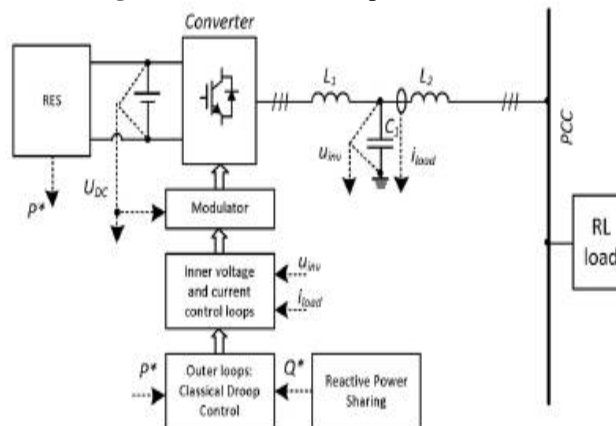 Converter
RES
L₁
L₂
C₁
u_inv
i_load
PCC
P*
U_DC
Modulator
RL
load
Inner voltage
and current
control loops
u_inv
i_load
P*
Outer loops:
Classical Droop
Control
Q*
Reactive Power
Sharing